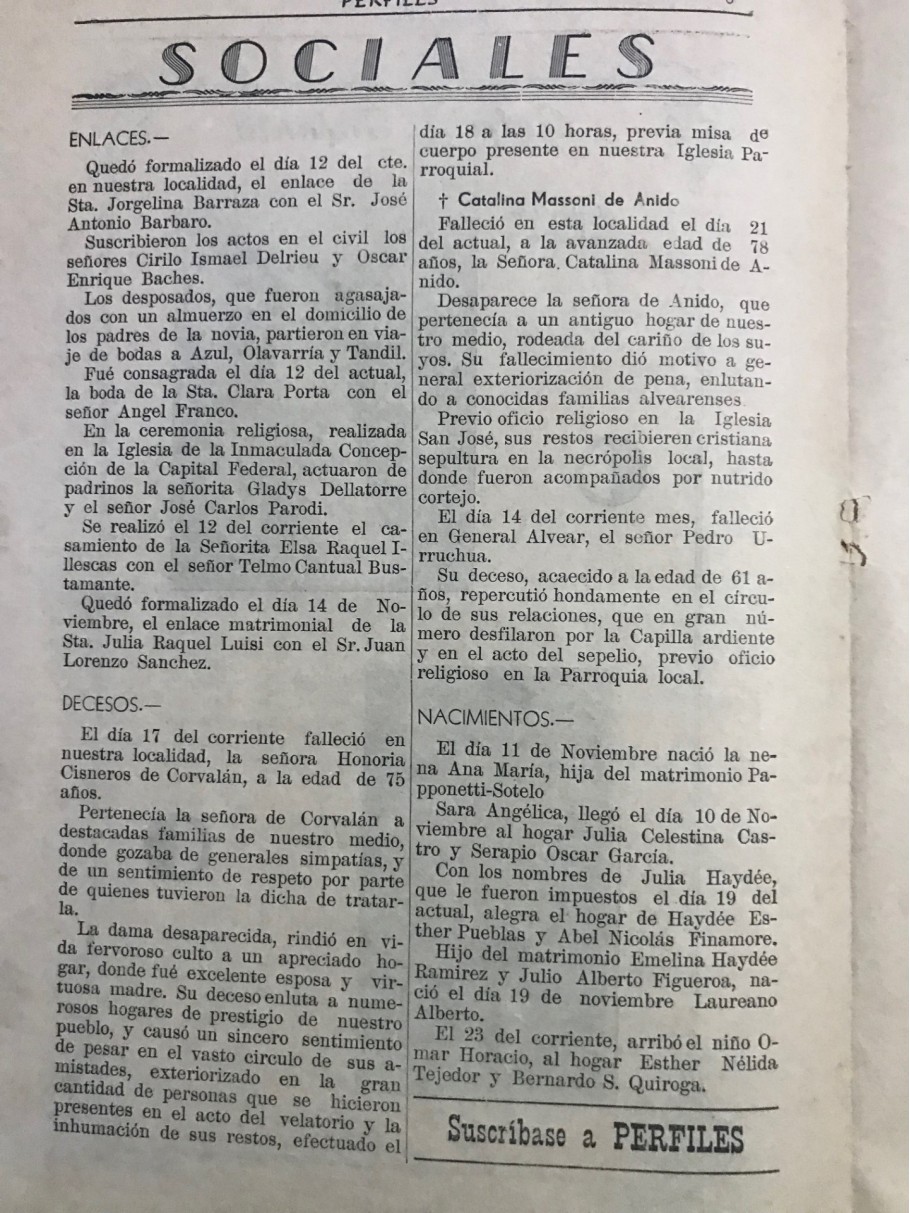 PERFILES
SOCIALES
ENLACES.—
Quedó formalizado el día 12 del cte.
en nuestra localidad, el enlace de la
Sta. Jorgelina Barraza con el Sr. José
Antonio Barbaro.
Suscribieron los actos en el civil los
señores Cirilo Ismael Delrieu y Oscar
Enrique Baches.
Los desposados, que fueron agasaja-
dos con un almuerzo en el domicilio de
los padres de la novia, partieron en via-
je de bodas a Azul, Olavarría y Tandil.
Fué consagrada el día 12 del actual,
la boda de la Sta. Clara Porta con el
señor Angel Franco.
En la ceremonia religiosa, realizada
en la Iglesia de la Inmaculada Concep-
ción de la Capital Federal, actuaron de
padrinos la señorita Gladys Dellatorre
y el señor José Carlos Parodi.
Se realizó el 12 del corriente el ca-
samiento de la Señorita Elsa Raquel I-
llescas con el señor Telmo Cantual Bus-
tamante.
Quedó formalizado el día 14 de No-
viembre, el enlace matrimonial de la
Sta. Julia Raquel Luisi con el Sr. Juan
Lorenzo Sanchez.
DECESOS.—
El día 17 del corriente falleció en
nuestra localidad, la señora Honoria
Cisneros de Corvalán, a la edad de 75
años.
Pertenecía la señora de Corvalán a
destacadas familias de nuestro medio,
donde gozaba de generales simpatías, y
de un sentimiento de respeto por parte
de quienes tuvieron la dicha de tratar-
la.
La dama desaparecida, rindió en vi-
da fervoroso culto a un apreciado ho-
gar, donde fué excelente esposa y vir-
tuosa madre. Su deceso enluta a nume-
rosos hogares de prestigio de nuestro
pueblo, y causó un sincero sentimiento
de pesar en el vasto circulo de sus a-
mistades, exteriorizado en la gran
cantidad de personas que se hicieron
presentes en el acto del velatorio y la
inhumación de sus restos, efectuado el
día 18 a las 10 horas, previa misa de
cuerpo presente en nuestra Iglesia Pa-
rroquial.
† Catalina Massoni de Anido
Falleció en esta localidad el día 21
del actual, a la avanzada edad de 78
años, la Señora. Catalina Massoni de A-
nido.
Desaparece la señora de Anido, que
pertenecía a un antiguo hogar de nues-
tro medio, rodeada del cariño de los su-
yos. Su fallecimiento dió motivo a ge-
neral exteriorización de pena, enlutan-
do a conocidas familias alvearenses
Previo oficio religioso en la Iglesia
San José, sus restos recibieren cristiana
sepultura en la necrópolis local, hasta
donde fueron acompañados por nutrido
cortejo.
El día 14 del corriente mes, falleció
en General Alvear, el señor Pedro U-
rruchua.
Su deceso, acaecido a la edad de 61 a-
ños, repercutió hondamente en el círcu-
lo de sus relaciones, que en gran nú-
mero desfilaron por la Capilla ardiente
y en el acto del sepelio, previo oficio
religioso en la Parroquia local.
NACIMIENTOS.—
El día 11 de Noviembre nació la ne-
na Ana María, hija del matrimonio Pa-
pponetti-Sotelo
Sara Angélica, llegó el día 10 de No-
viembre al hogar Julia Celestina Cas-
tro y Serapio Oscar García.
Con los nombres de Julia Haydée,
que le fueron impuestos el día 19 del
actual, alegra el hogar de Haydée Es-
ther Pueblas y Abel Nicolás Finamore.
Hijo del matrimonio Emelina Haydée
Ramirez y Julio Alberto Figueroa, na-
ció el día 19 de noviembre Laureano
Alberto.
El 23 del corriente, arribó el niño O-
mar Horacio, al hogar Esther Nélida
Tejedor y Bernardo S. Quiroga.
Suscríbase a PERFILES